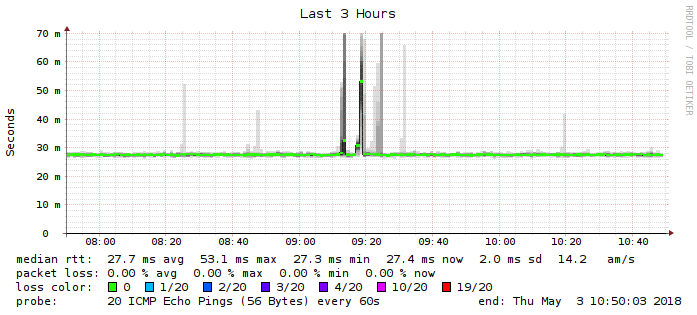 Last 3 Hours
RRDTOOL / TOBI OETIKER
Seconds
70 m
60 m
50 m
40 m
30 m
20 m
10 m
0
08:00 08:20 08:40 09:00 09:20 09:40 10:00 10:20 10:40
median rtt: 27.7 ms avg 53.1 ms max 27.3 ms min 27.4 ms now 2.0 ms sd 14.2 am/s
packet loss: 0.00 % avg 0.00 % max 0.00 % min 0.00 % now
loss color: 0 1/20 2/20 3/20 4/20 10/20 19/20
probe: 20 ICMP Echo Pings (56 Bytes) every 60s end: Thu May 3 10:50:03 2018